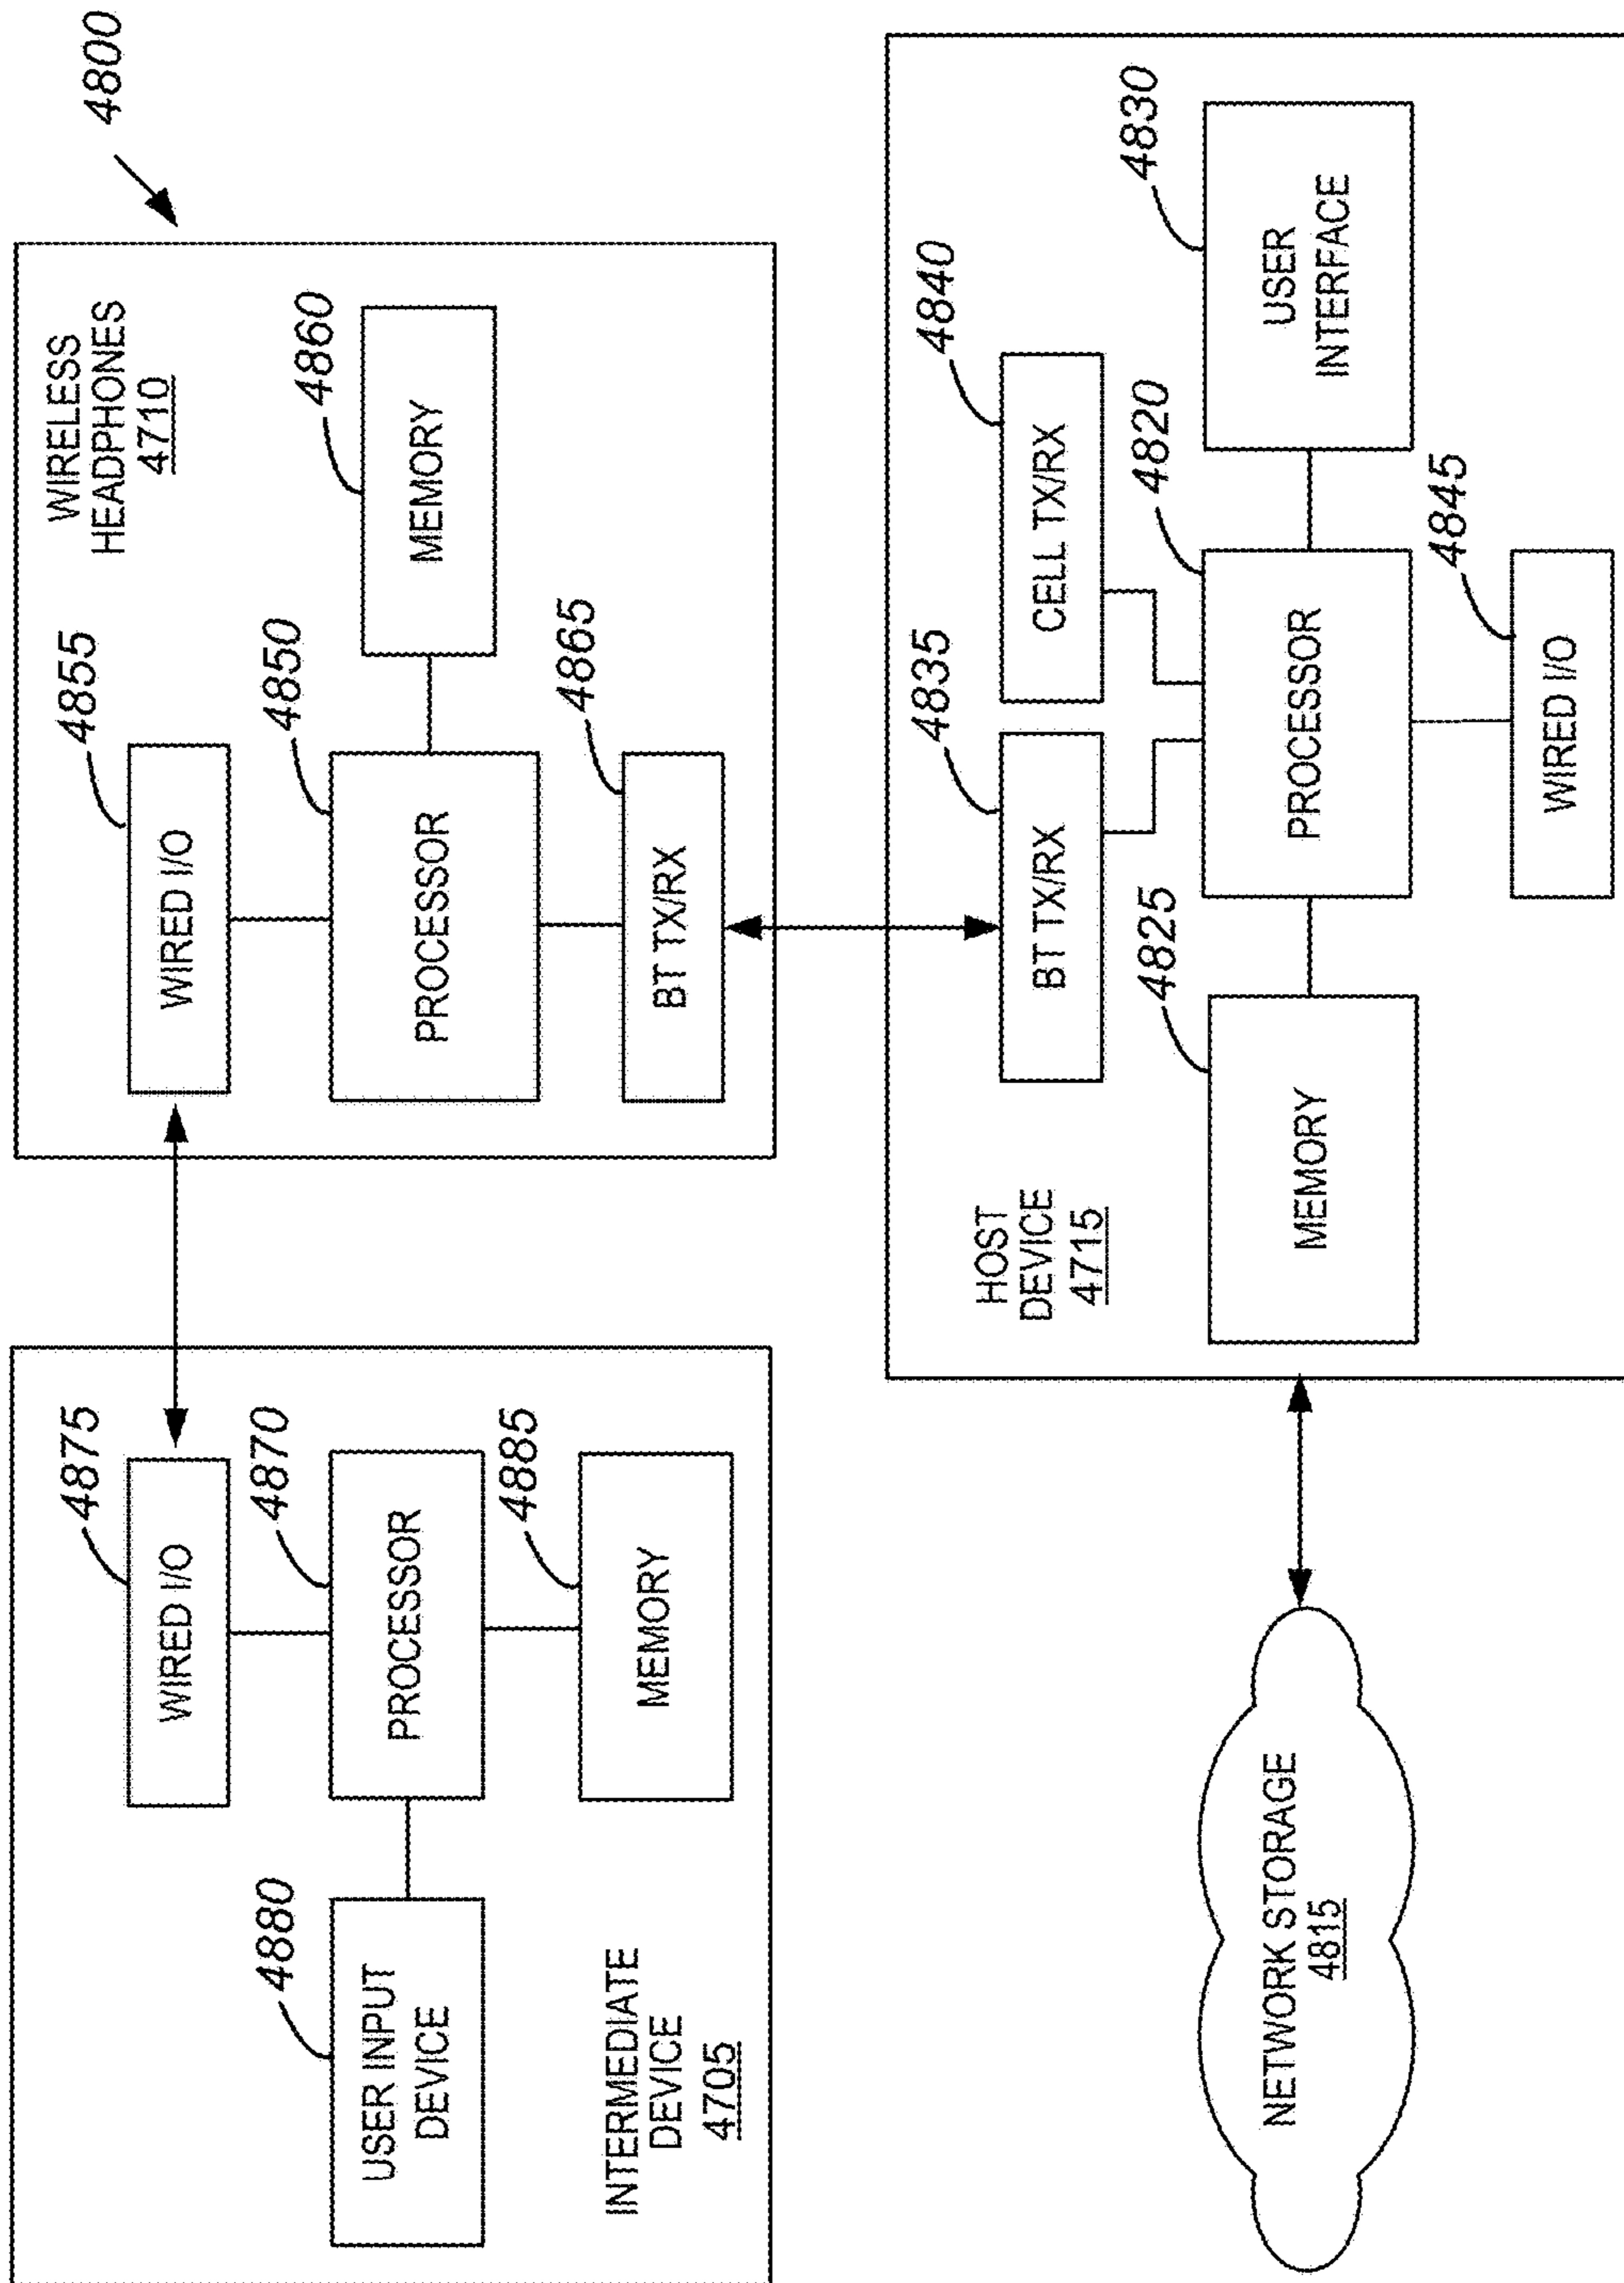 4800
INTERMEDIATE
DEVICE
4705
USER INPUT
DEVICE
4880
WIRED I/O
4875
PROCESSOR
4870
MEMORY
4885
WIRELESS
HEADPHONES
4710
WIRED I/O
4855
PROCESSOR
4850
MEMORY
4860
BT TX/RX
4865
NETWORK STORAGE
4815
HOST
DEVICE
4715
MEMORY
4825
BT TX/RX
4835
CELL TX/RX
4840
PROCESSOR
4820
USER
INTERFACE
4830
WIRED I/O
4845